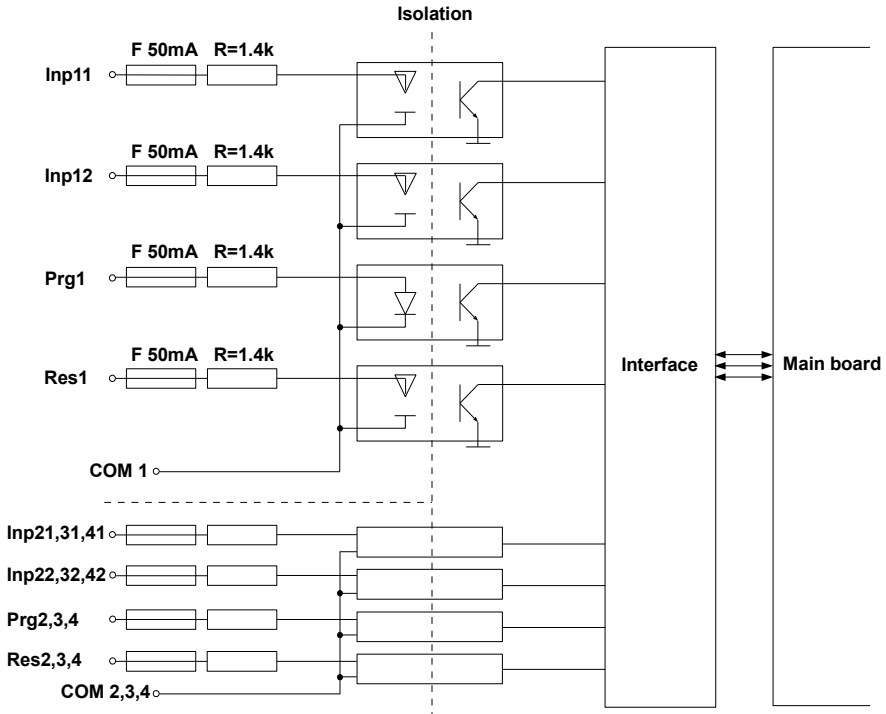 Isolation
F 50mA R=1.4k
Inp11
F 50mA R=1.4k
Inp12
F 50mA R=1.4k
Prg1
F 50mA R=1.4k
Res1
Interface
Main board
COM 1
Inp21,31,41
Inp22,32,42
Prg2,3,4
Res2,3,4
COM 2,3,4